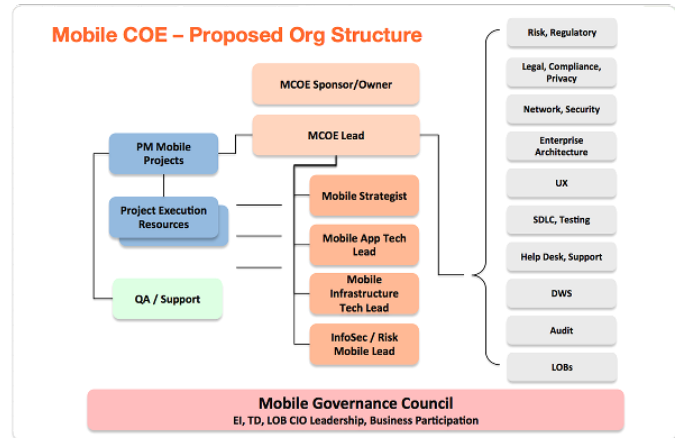 Mobile COE – Proposed Org Structure
MCOE Sponsor/Owner
MCOE Lead
PM Mobile
Projects
Project Execution
Resources
QA / Support
Mobile Strategist
Mobile App Tech
Lead
Mobile
Infrastructure
Tech Lead
InfoSec / Risk
Mobile Lead
Risk, Regulatory
Legal, Compliance,
Privacy
Network, Security
Enterprise
Architecture
UX
SDLC, Testing
Help Desk, Support
DWS
Audit
LOBs
Mobile Governance Council
EI, TD, LOB CIO Leadership, Business Participation